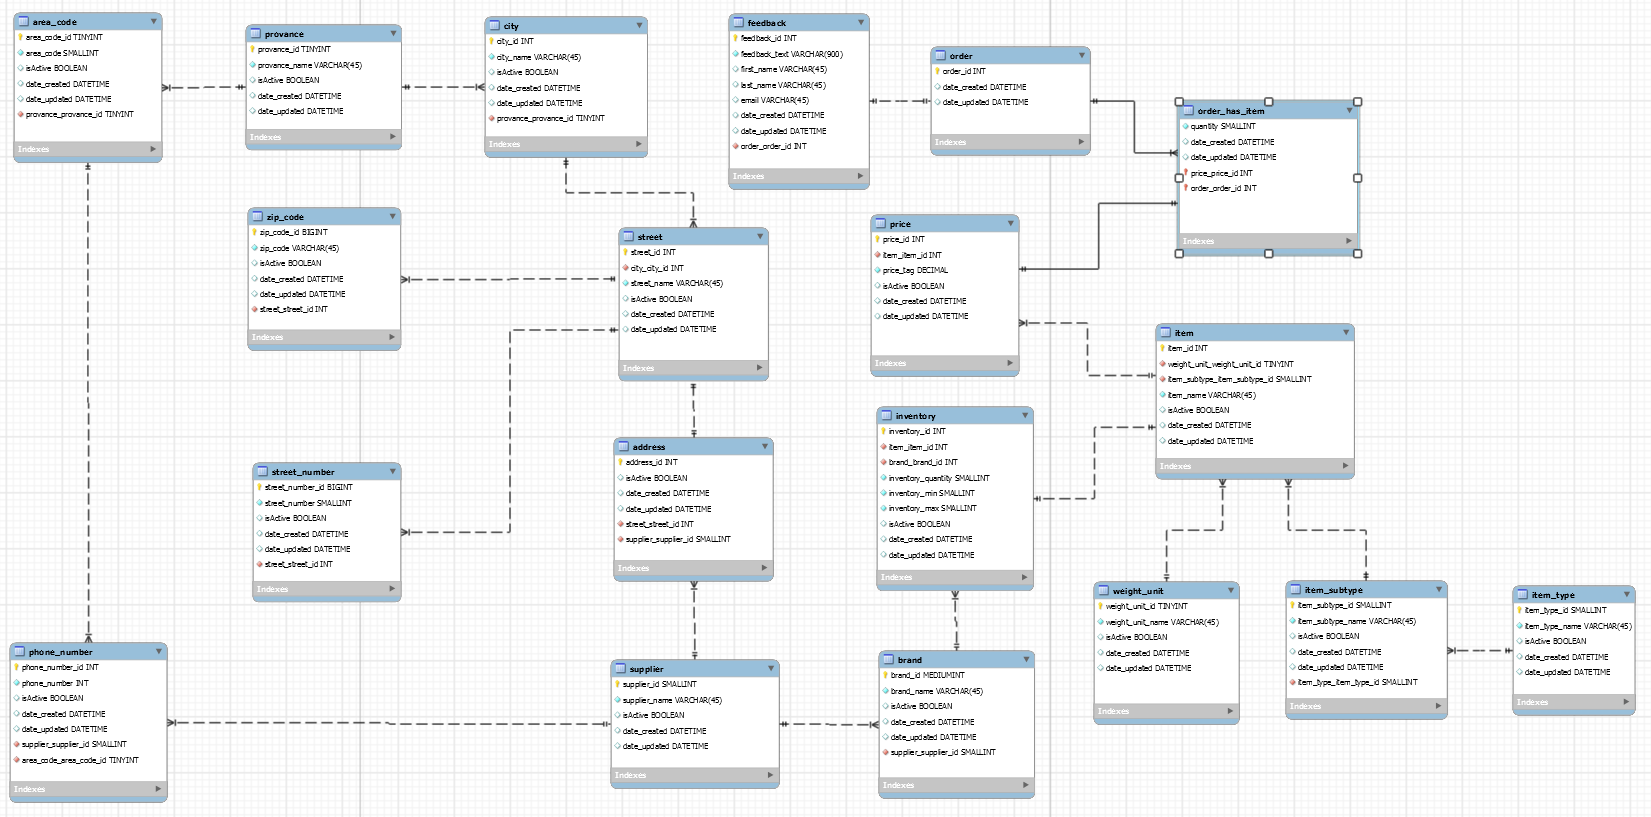 area_code
area_code_id TINYINT
area_code SMALLINT
isActive BOOLEAN
date_created DATETIME
date_updated DATETIME
provance_provance_id TINYINT
Indexes
provance
provance_id TINYINT
provance_name VARCHAR(45)
isActive BOOLEAN
date_created DATETIME
date_updated DATETIME
Indexes
city
city_id INT
city_name VARCHAR(45)
isActive BOOLEAN
date_created DATETIME
date_updated DATETIME
provance_provance_id TINYINT
Indexes
feedback
feedback_id INT
feedback_text VARCHAR(900)
first_name VARCHAR(45)
last_name VARCHAR(45)
email VARCHAR(45)
date_created DATETIME
date_updated DATETIME
order_order_id INT
Indexes
order
order_id INT
date_created DATETIME
date_updated DATETIME
Indexes
order_has_item
quantity SMALLINT
date_created DATETIME
date_updated DATETIME
price_price_id INT
order_order_id INT
Indexes
zip_code
zip_code_id BIGINT
zip_code VARCHAR(45)
isActive BOOLEAN
date_created DATETIME
date_updated DATETIME
street_street_id INT
Indexes
street
street_id INT
city_city_id INT
street_name VARCHAR(45)
isActive BOOLEAN
date_created DATETIME
date_updated DATETIME
Indexes
price
price_id INT
item_item_id INT
price_tag DECIMAL
isActive BOOLEAN
date_created DATETIME
date_updated DATETIME
Indexes
item
item_id INT
weight_unit_weight_unit_id TINYINT
item_subtype_item_subtype_id SMALLINT
item_name VARCHAR(45)
isActive BOOLEAN
date_created DATETIME
date_updated DATETIME
Indexes
street_number
street_number_id BIGINT
street_number SMALLINT
isActive BOOLEAN
date_created DATETIME
date_updated DATETIME
street_street_id INT
Indexes
address
address_id INT
isActive BOOLEAN
date_created DATETIME
date_updated DATETIME
street_street_id INT
supplier_supplier_id SMALLINT
Indexes
inventory
inventory_id INT
item_item_id INT
brand_brand_id INT
inventory_quantity SMALLINT
inventory_min SMALLINT
inventory_max SMALLINT
isActive BOOLEAN
date_created DATETIME
date_updated DATETIME
Indexes
weight_unit
weight_unit_id TINYINT
weight_unit_name VARCHAR(45)
isActive BOOLEAN
date_created DATETIME
date_updated DATETIME
Indexes
item_subtype
item_subtype_id SMALLINT
item_subtype_name VARCHAR(45)
isActive BOOLEAN
date_created DATETIME
date_updated DATETIME
item_type_item_type_id SMALLINT
Indexes
item_type
item_type_id SMALLINT
item_type_name VARCHAR(45)
isActive BOOLEAN
date_created DATETIME
date_updated DATETIME
Indexes
phone_number
phone_number_id INT
phone_number INT
isActive BOOLEAN
date_created DATETIME
date_updated DATETIME
supplier_supplier_id SMALLINT
area_code_area_code_id TINYINT
Indexes
supplier
supplier_id SMALLINT
supplier_name VARCHAR(45)
isActive BOOLEAN
date_created DATETIME
date_updated DATETIME
Indexes
brand
brand_id MEDIUMINT
brand_name VARCHAR(45)
isActive BOOLEAN
date_created DATETIME
date_updated DATETIME
supplier_supplier_id SMALLINT
Indexes